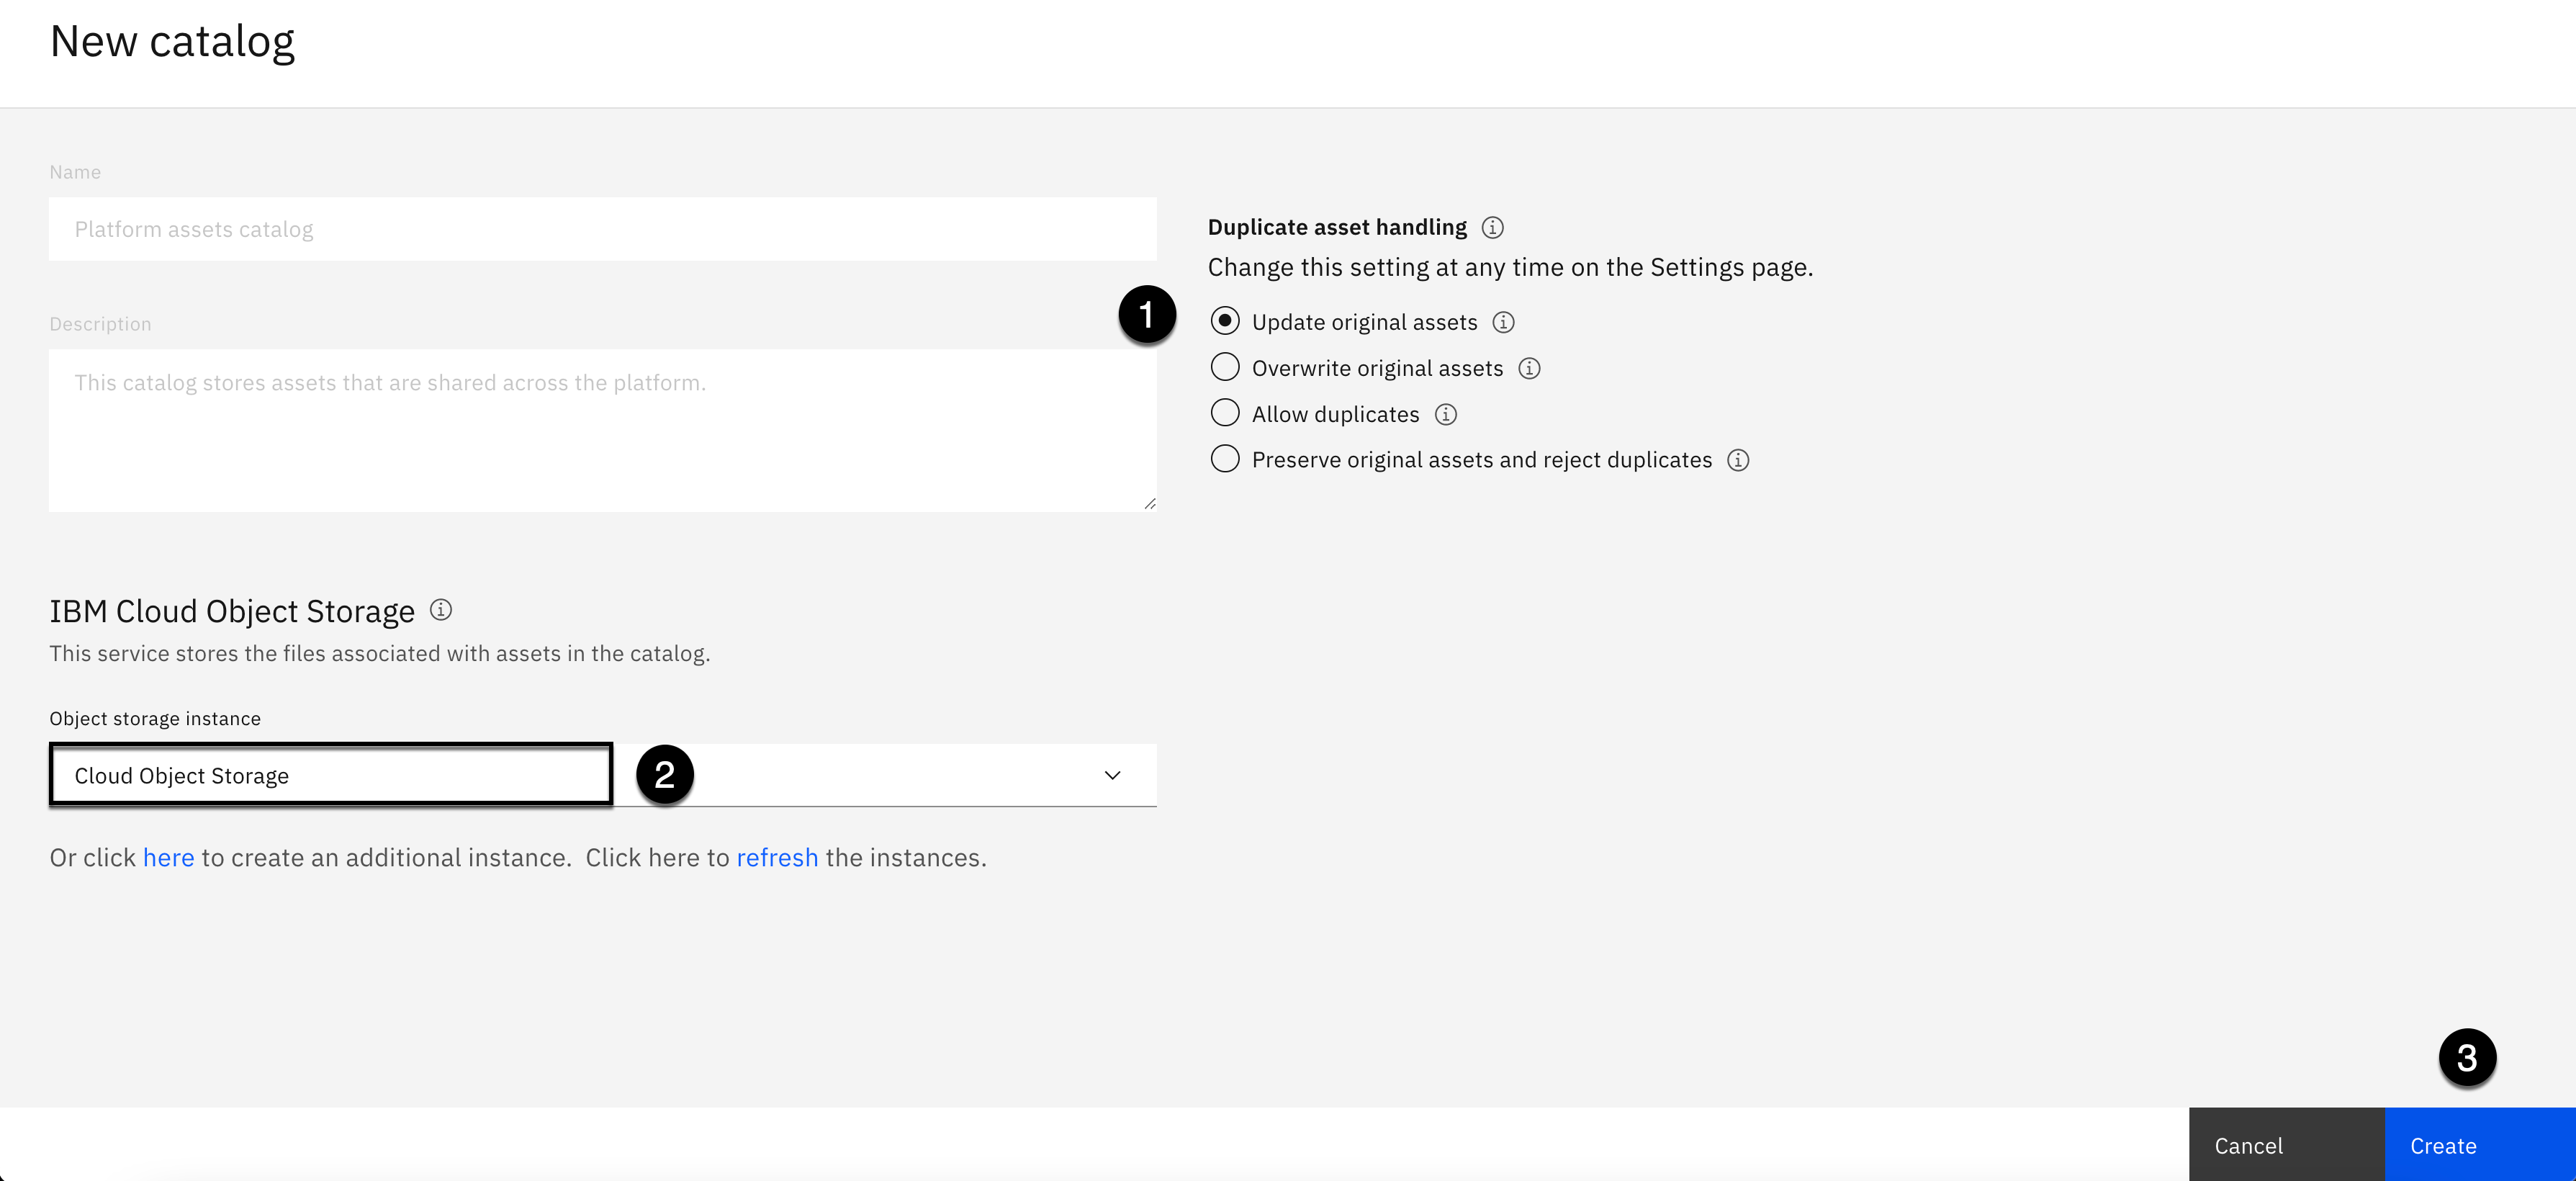 New catalog
Name
Platform assets catalog
Description
This catalog stores assets that are shared across the platform.
1
Duplicate asset handling
Change this setting at any time on the Settings page.
Update original assets
Overwrite original assets
Allow duplicates
Preserve original assets and reject duplicates
IBM Cloud Object Storage
This service stores the files associated with assets in the catalog.
Object storage instance
Cloud Object Storage
2
Or click here to create an additional instance. Click here to refresh the instances.
3
Cancel
Create